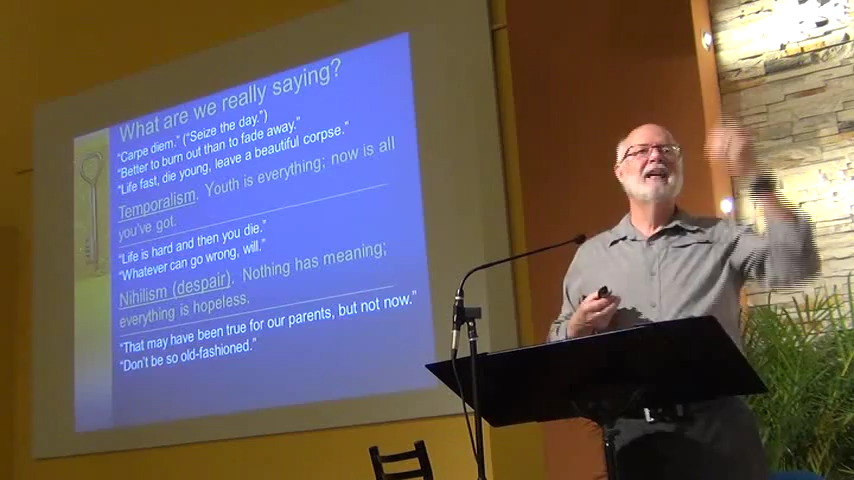 What are we really saying?
"Carpe diem." ("Seize the day.")
"Better to burn out than to fade away."
"Life fast, die young, leave a beautiful corpse."
Temporalism. Youth is everything; now is all
you've got.
"Life is hard and then you die."
"Whatever can go wrong, will."
Nihilism (despair). Nothing has meaning;
everything is hopeless.
"That may have been true for our parents, but not now."
"Don't be so old-fashioned."